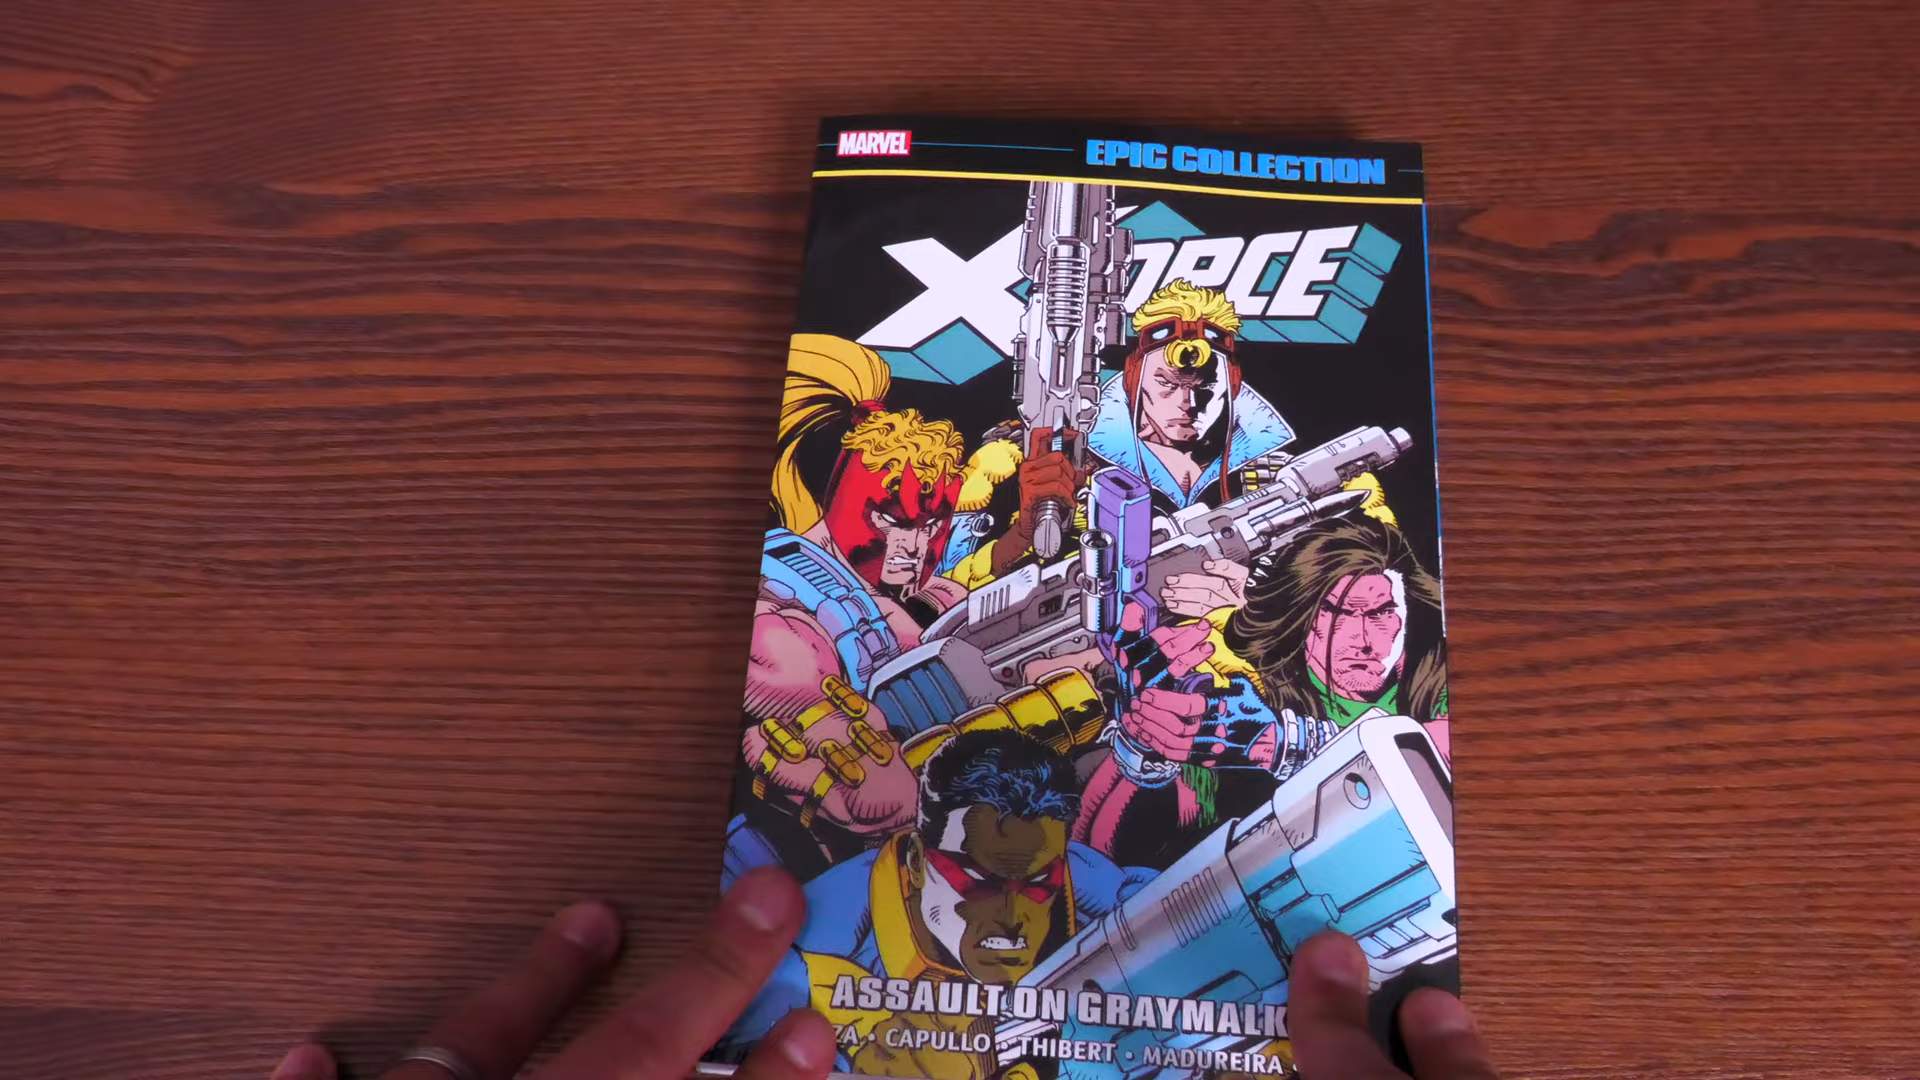 MARVEL
EPIC COLLECTION
X-FORCE
ASSAULT ON GRAYMALK
ZA • CAPULLO • THIBERT • MADUREIRA •